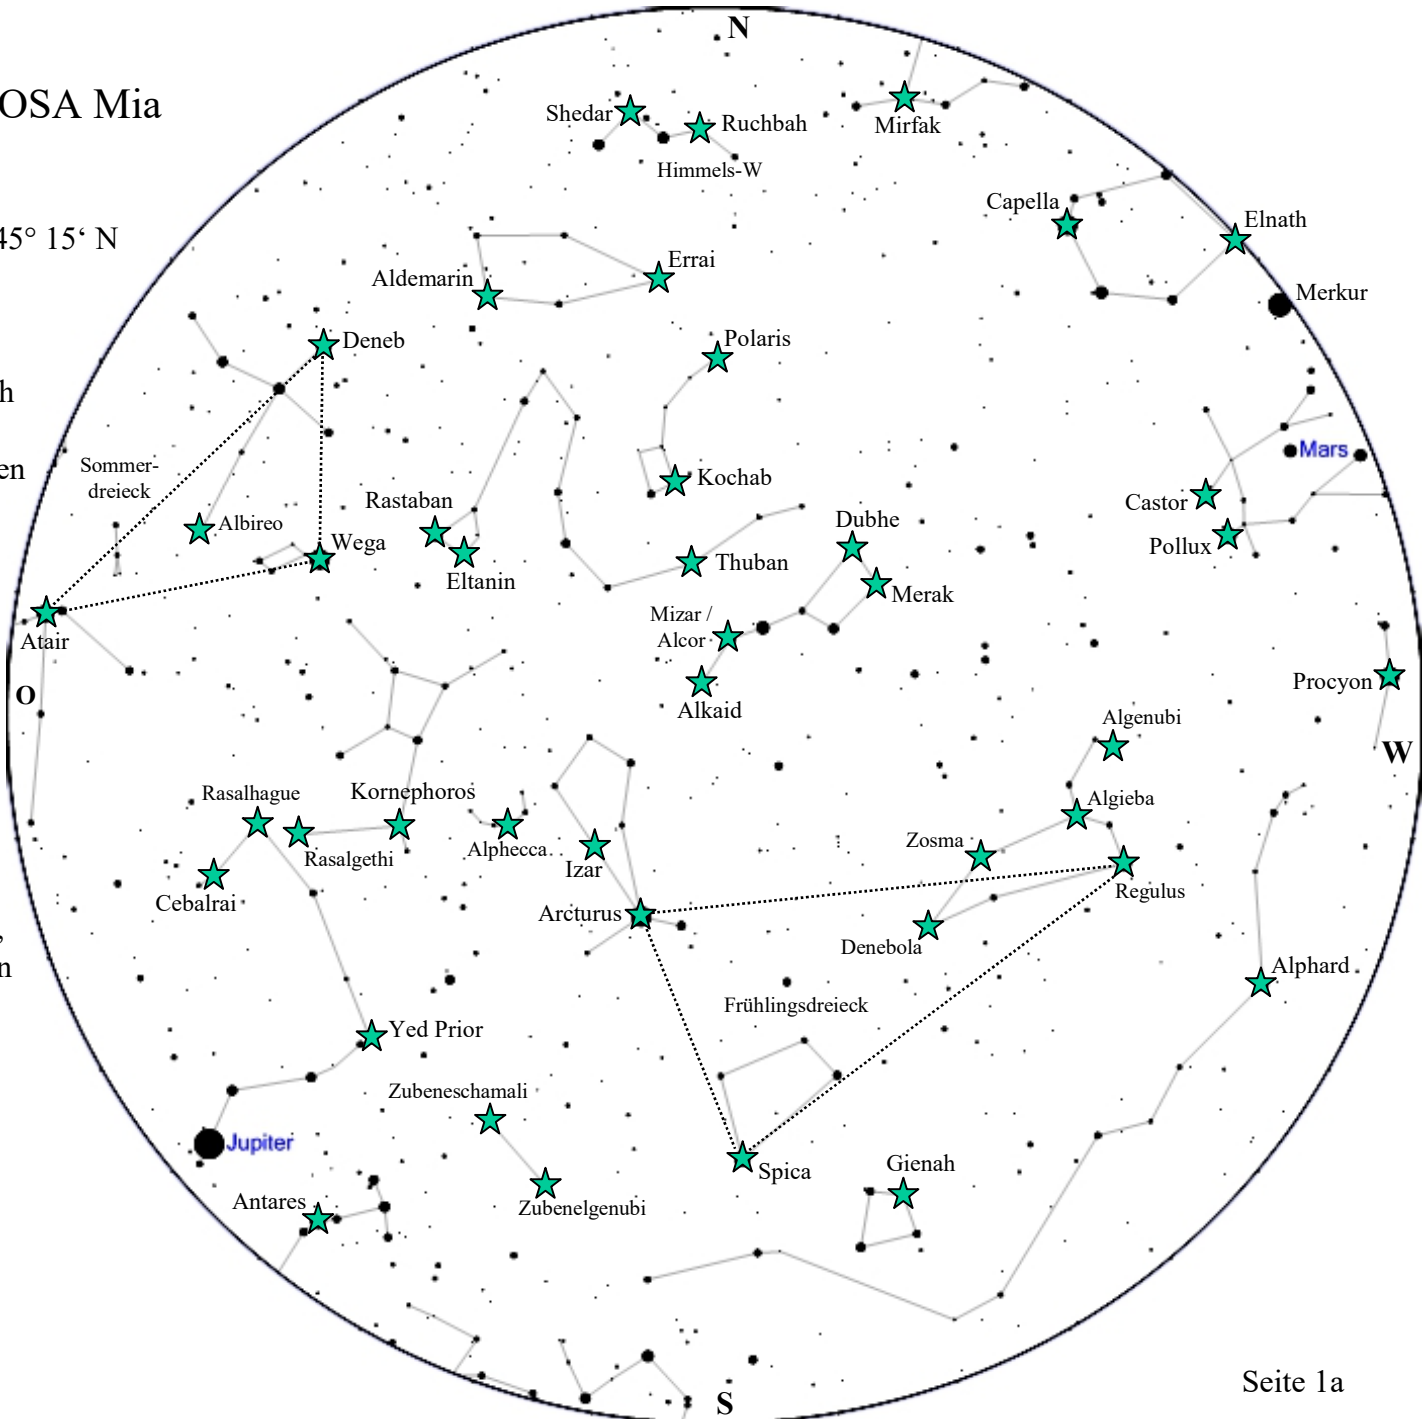 N
OSA Mia
Shedar
Ruchbah
Mirfak
Himmels-W
Capella
Elnath
45° 15‘ N
Errai
Aldemarin
Merkur
Deneb
Polaris
h
Mars
Sommer-
dreieck
en
Kochab
Castor
Rastaban
Albireo
Dubhe
Wega
Pollux
Eltanin
Thuban
Merak
Mizar /
Alcor
Atair
Procyon
O
Alkaid
Algenubi
W
Rasalhague
Kornephoros
Algieba
Zosma
Alphecca
Rasalgethi
Izar
Regulus
Cebalrai
Arcturus
Denebola
,
n
Alphard
Frühlingsdreieck
Yed Prior
Zubeneschamali
Jupiter
Gienah
Spica
Antares
Zubenelgenubi
Seite 1a
S